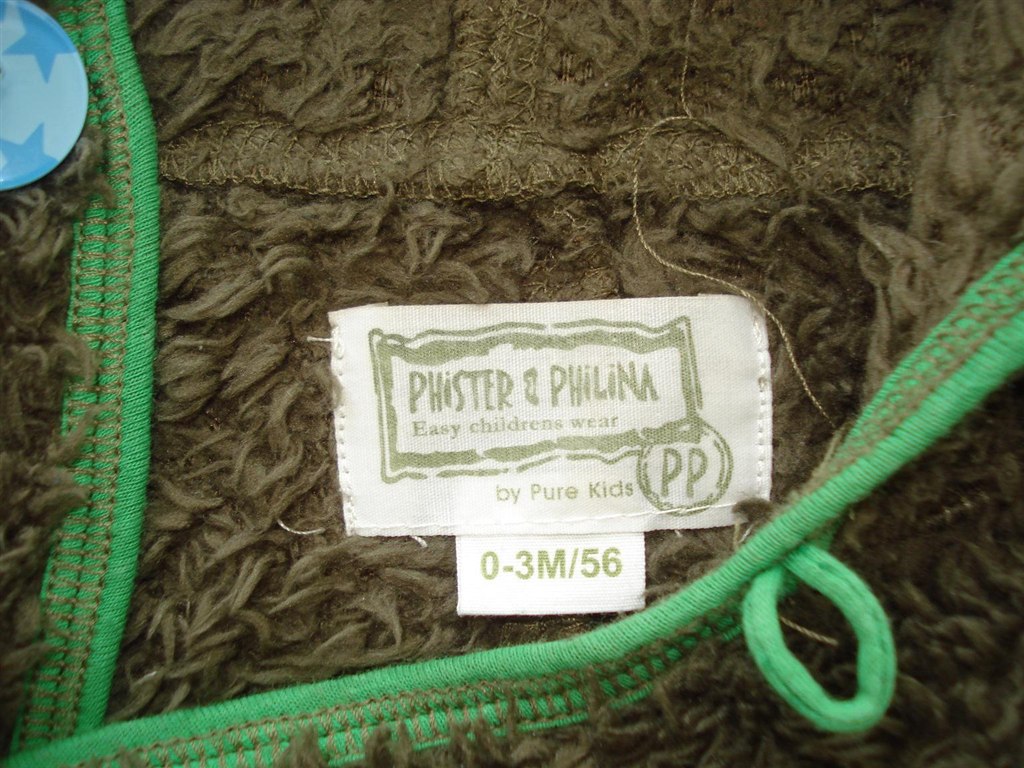 PHiSTER & PHiLiNA
Easy childrens wear
PP
by Pure Kids
0-3M/56